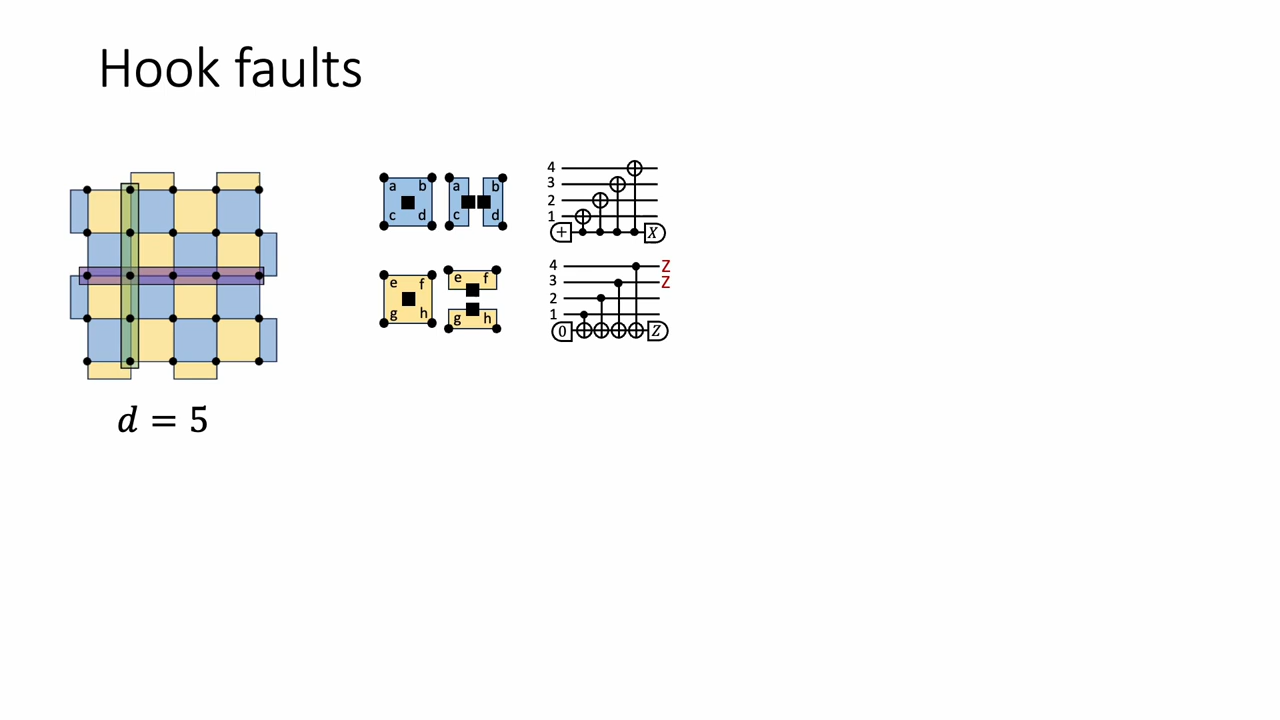 Hook faults
a b a b
c d c d
4
3
2
1
+ X
e f e f
g h g h
4 Z
3 Z
2
1
0 Z
d = 5